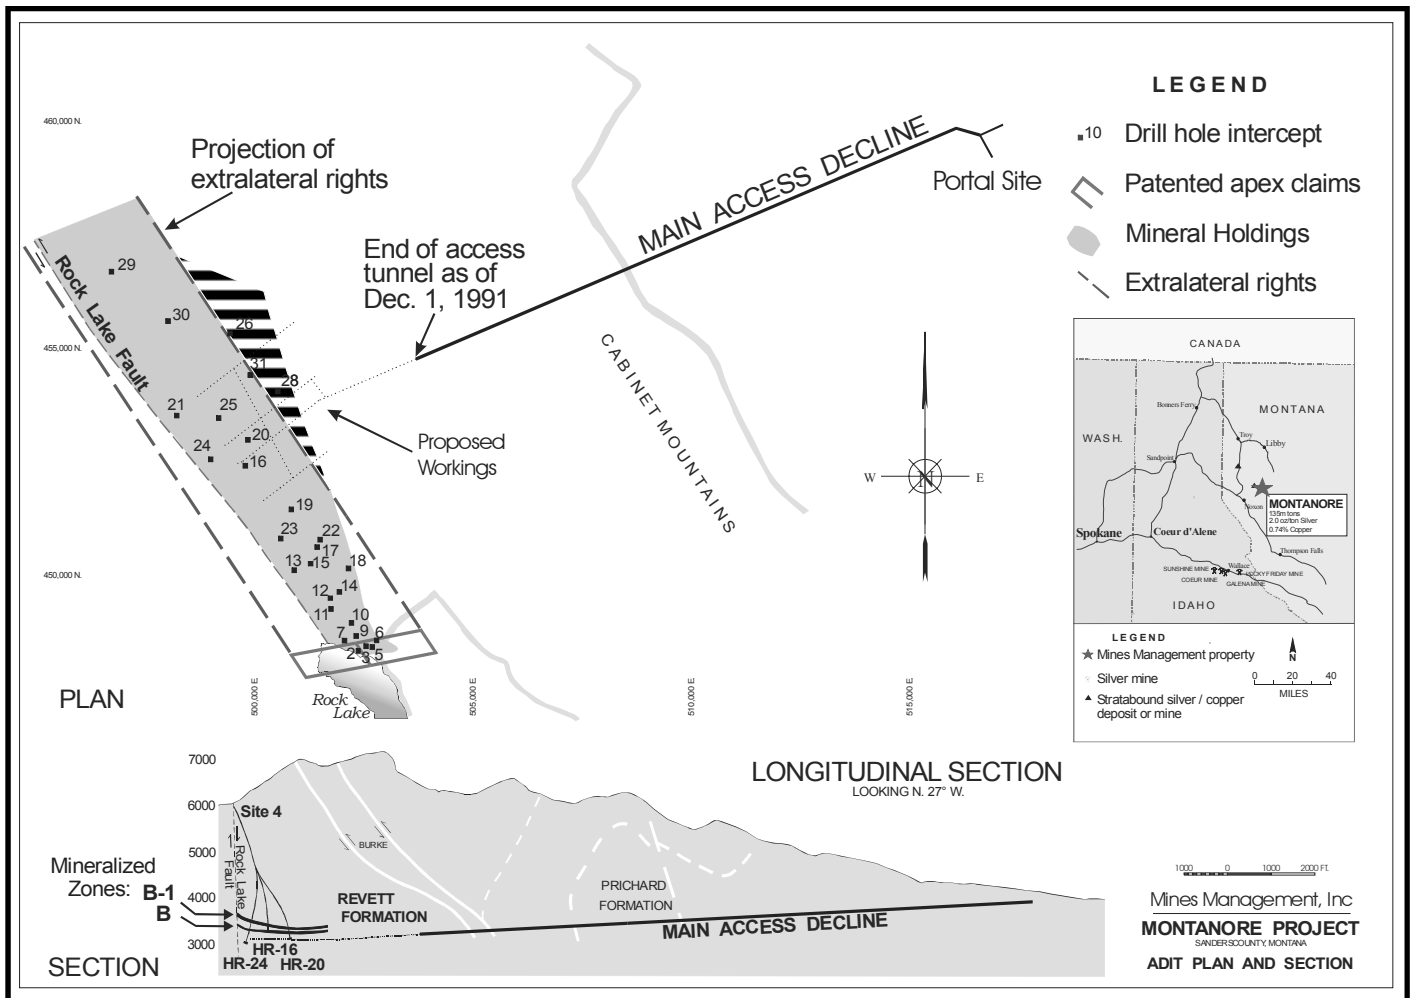 LEGEND
10 Drill hole intercept
Patented apex claims
Mineral Holdings
Extralateral rights
460,000 N.
455,000 N.
450,000 N.
Projection of
extralateral rights
End of access
tunnel as of
Dec. 1, 1991
MAIN ACCESS DECLINE
Portal Site
Rock Lake Fault
29
30
26
31
28
21
25
20
24
16
19
23
22
17
13
15
18
12
14
11
10
7
9
6
2
3
5
Proposed
Workings
CABINET MOUNTAINS
W
N
E
PLAN
Rock
Lake
500,000 E
505,000 E
510,000 E
515,000 E
CANADA
Bonners Ferry
MONTANA
WASH.
Troy
Libby
Sandpoint
Noxon
MONTANORE
135m tons
2.0 oz/ton Silver
0.74% Copper
Spokane
Coeur d'Alene
Thompson Falls
Wallace
SUNSHINE MINE
LUCKY FRIDAY MINE
COEUR MINE
GALENA MINE
IDAHO
LEGEND
Mines Management property
Silver mine
Stratabound silver / copper
deposit or mine
N
0 20 40
MILES
LONGITUDINAL SECTION
LOOKING N. 27° W.
7000
6000
5000
4000
3000
Site 4
Rock Lake
Fault
BURKE
Mineralized
Zones: B-1
B
REVETT
FORMATION
PRICHARD
FORMATION
MAIN ACCESS DECLINE
HR-16
HR-24 HR-20
SECTION
1000 0 1000 2000 FT.
Mines Management, Inc
MONTANORE PROJECT
SANDERS COUNTY, MONTANA
ADIT PLAN AND SECTION